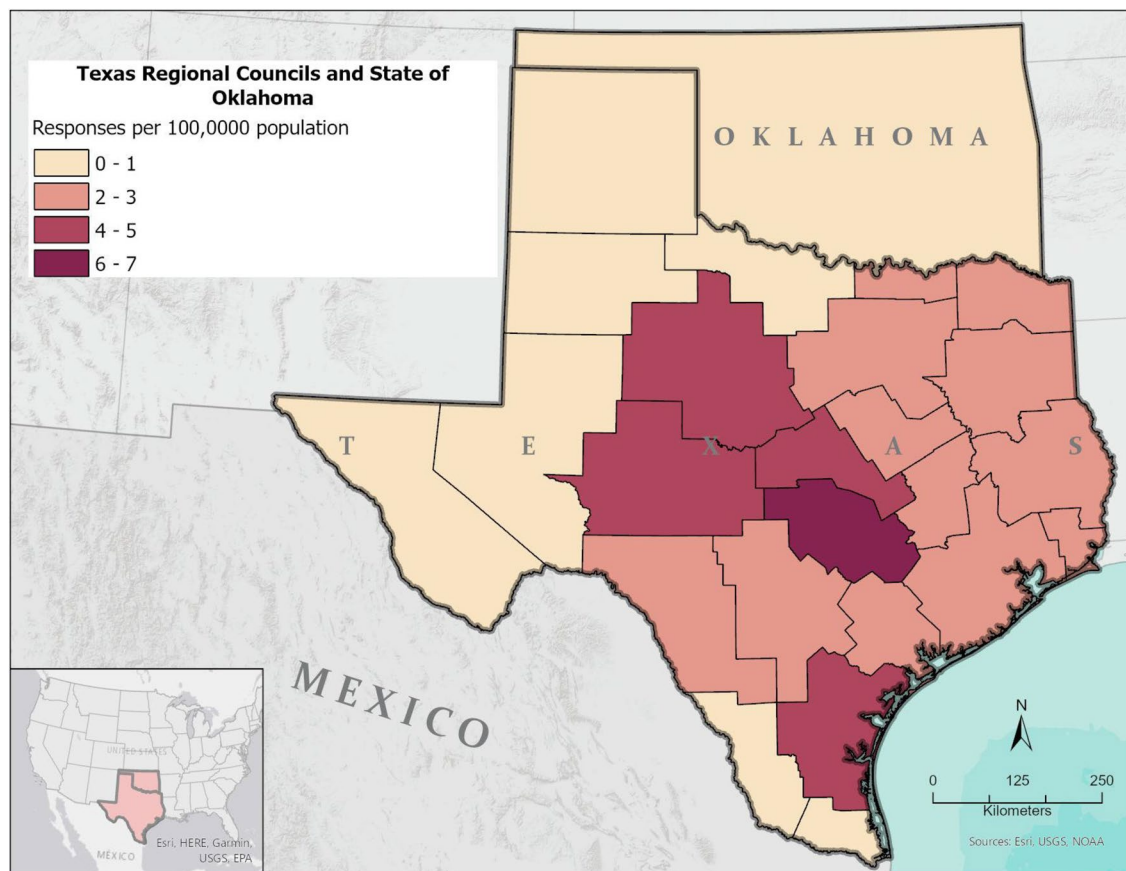 Texas Regional Councils and State of
Oklahoma
Responses per 100,0000 population
0 - 1
2 - 3
4 - 5
6 - 7
OKLAHOMA
TEXAS
MEXICO
N
0 125 250
Kilometers
Sources: Esri, USGS, NOAA
UNITED STATES
MÉXICO
Esri, HERE, Garmin,
USGS, EPA